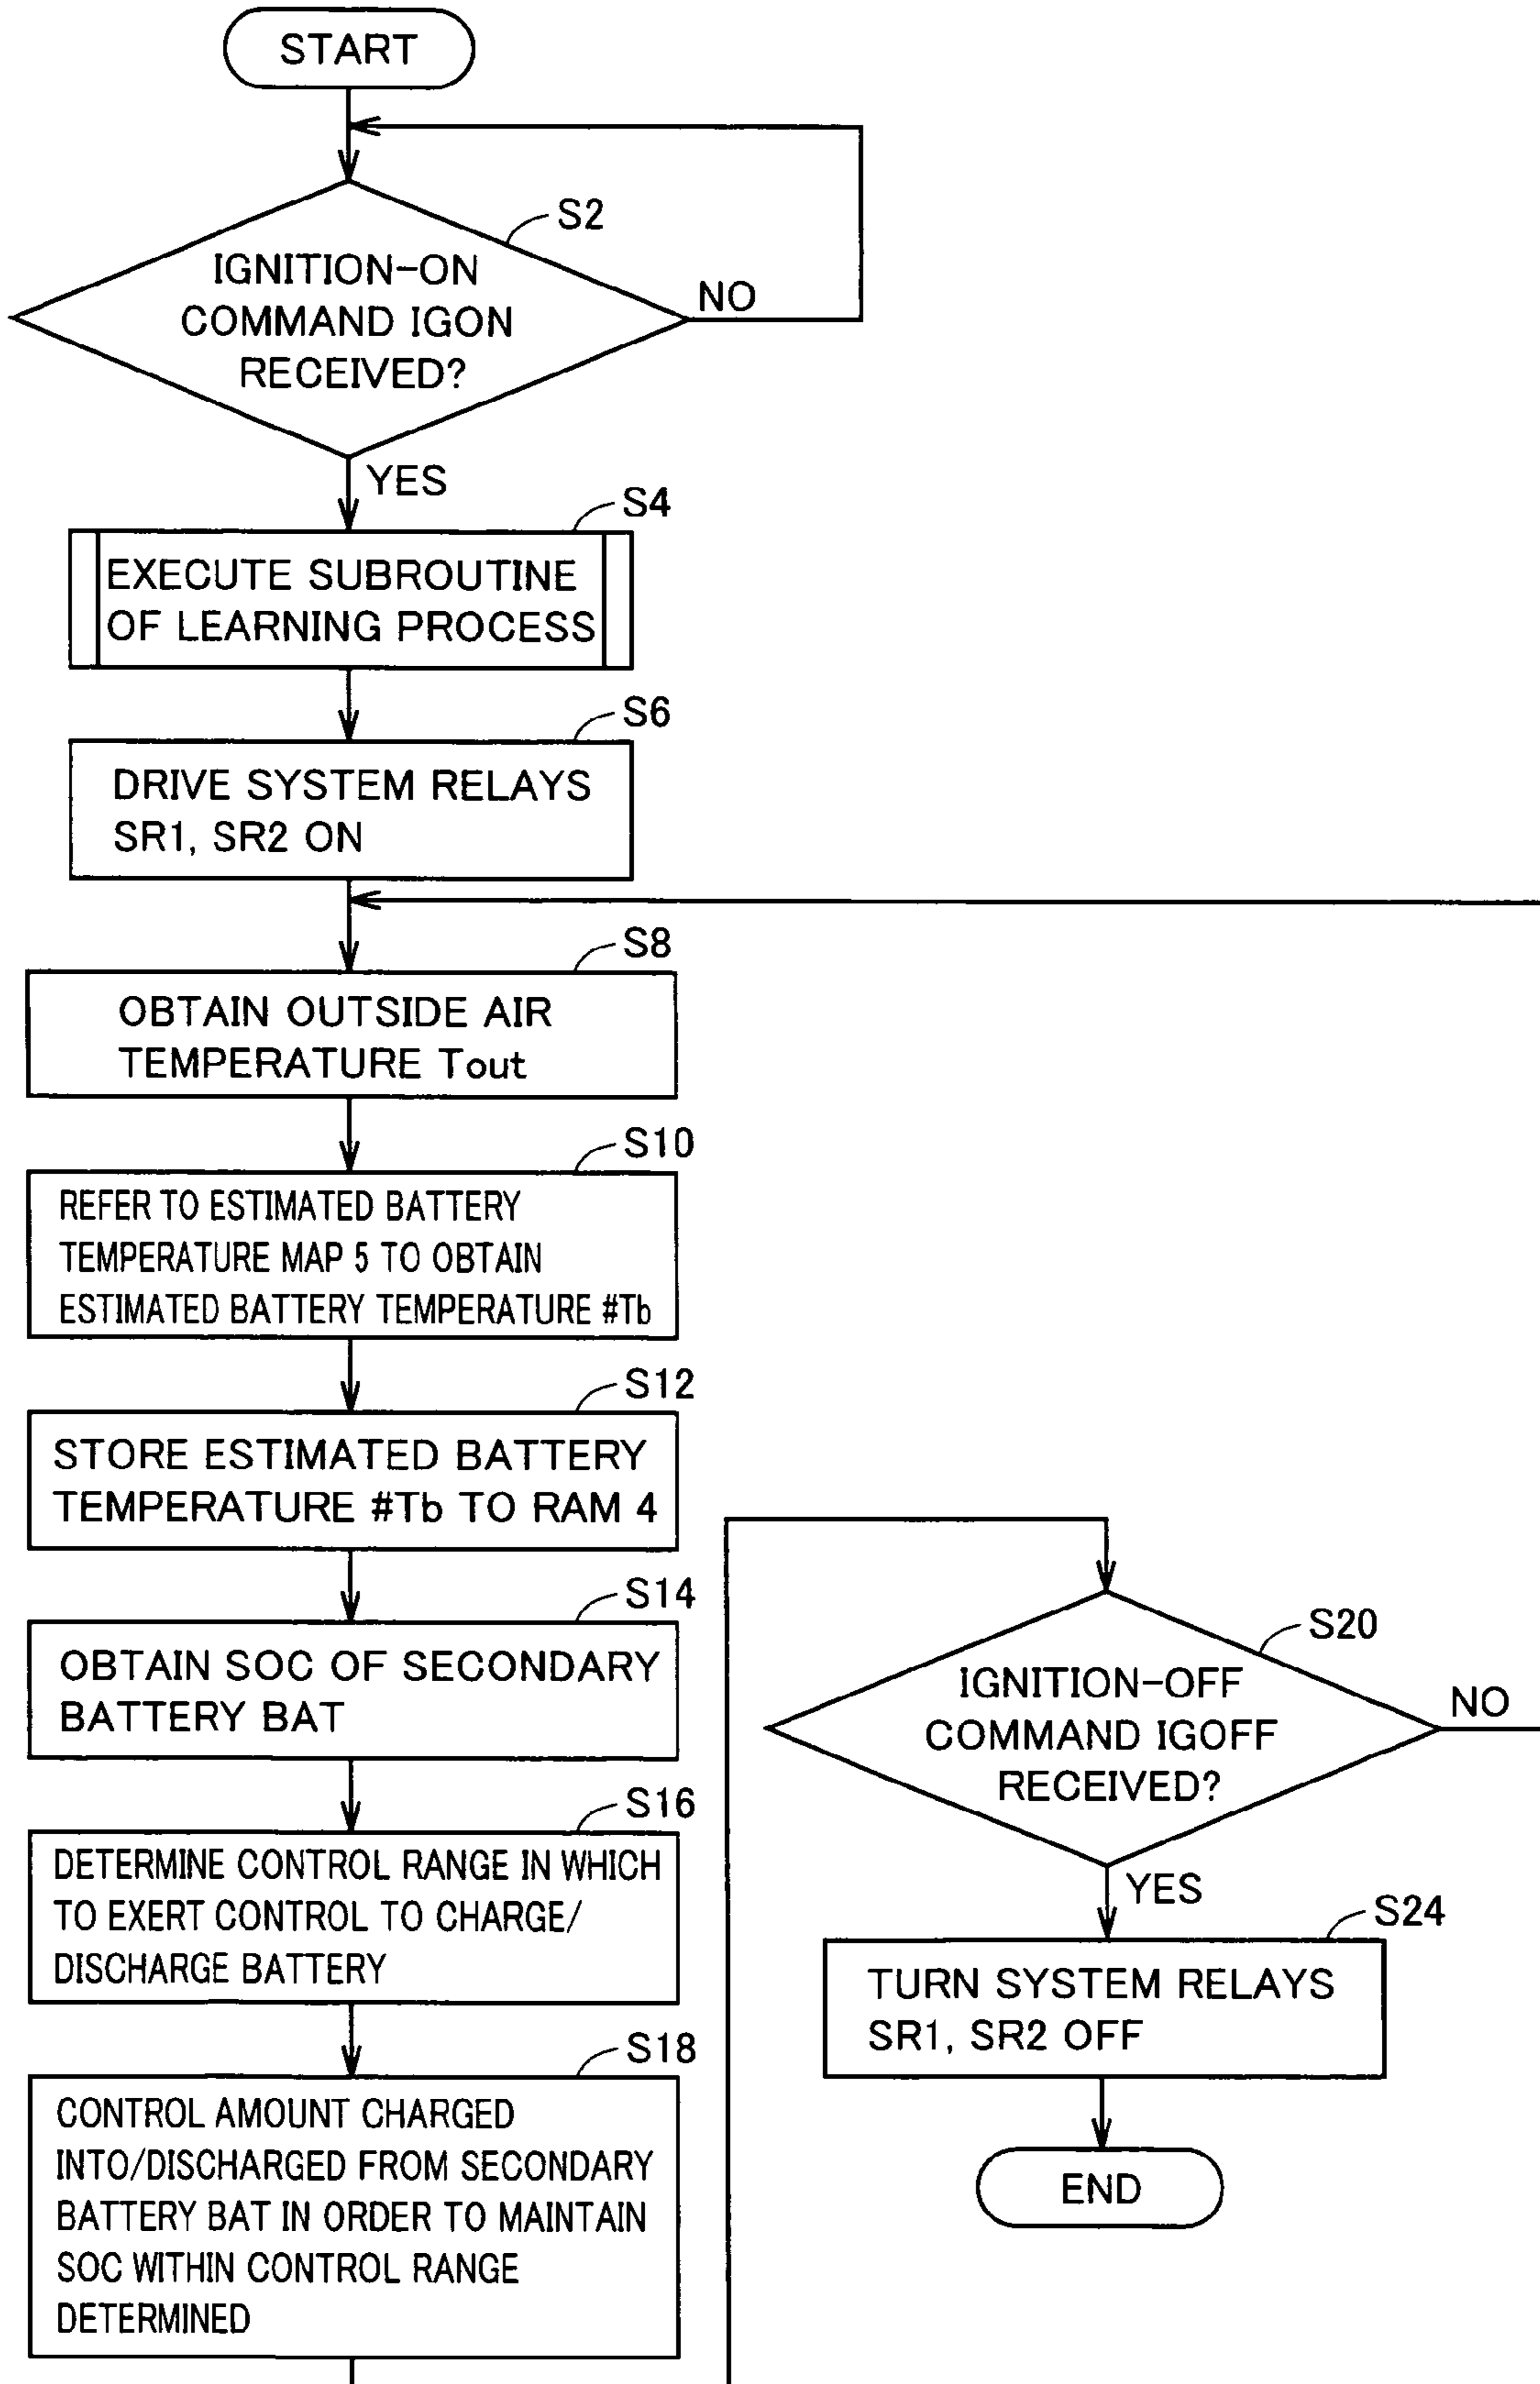 START
S2
IGNITION-ON
COMMAND IGON
RECEIVED?
NO
YES
S4
EXECUTE SUBROUTINE
OF LEARNING PROCESS
S6
DRIVE SYSTEM RELAYS
SR1, SR2 ON
S8
OBTAIN OUTSIDE AIR
TEMPERATURE Tout
S10
REFER TO ESTIMATED BATTERY
TEMPERATURE MAP 5 TO OBTAIN
ESTIMATED BATTERY TEMPERATURE #Tb
S12
STORE ESTIMATED BATTERY
TEMPERATURE #Tb TO RAM 4
S14
OBTAIN SOC OF SECONDARY
BATTERY BAT
S16
DETERMINE CONTROL RANGE IN WHICH
TO EXERT CONTROL TO CHARGE/
DISCHARGE BATTERY
S18
CONTROL AMOUNT CHARGED
INTO/DISCHARGED FROM SECONDARY
BATTERY BAT IN ORDER TO MAINTAIN
SOC WITHIN CONTROL RANGE
DETERMINED
S20
IGNITION-OFF
COMMAND IGOFF
RECEIVED?
NO
YES
S24
TURN SYSTEM RELAYS
SR1, SR2 OFF
END